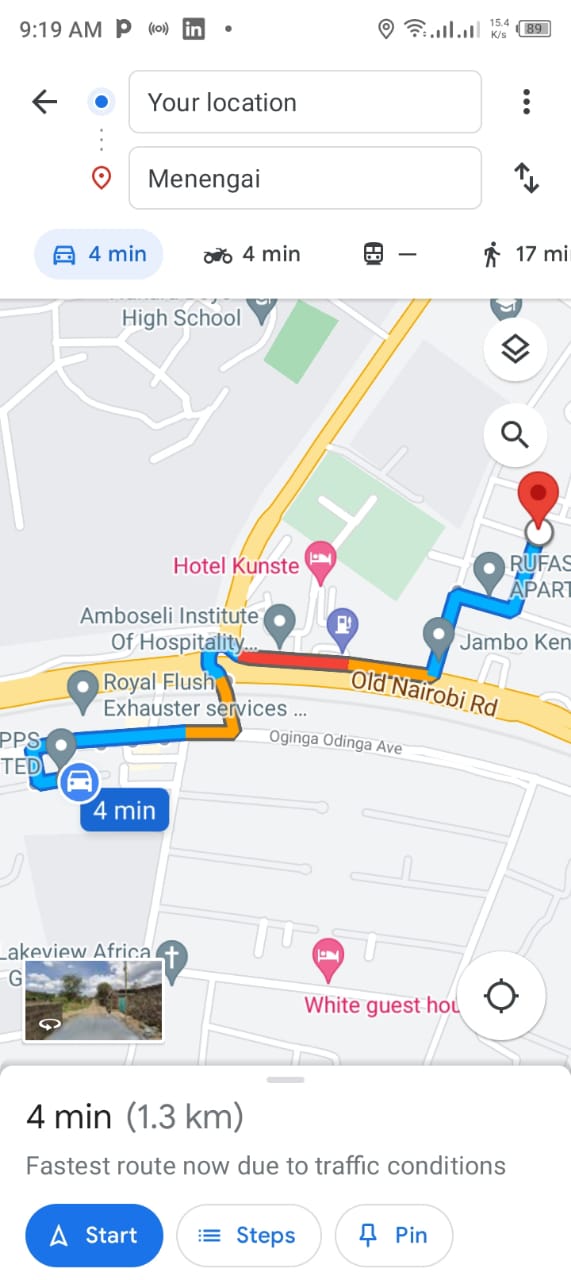 9:19 AM
15.4
K/s
89
Your location
Menengai
4 min
4 min
—
17 mi
High School
Hotel Kunste
RUFAS
APART
Amboseli Institute
Of Hospitality...
Jambo Ken
Royal Flush
Exhauster services ...
Old Nairobi Rd
PPS
TED
Oginga Odinga Ave
4 min
Lakeview Africa
G
White guest hou
4 min (1.3 km)
Fastest route now due to traffic conditions
Start
Steps
Pin